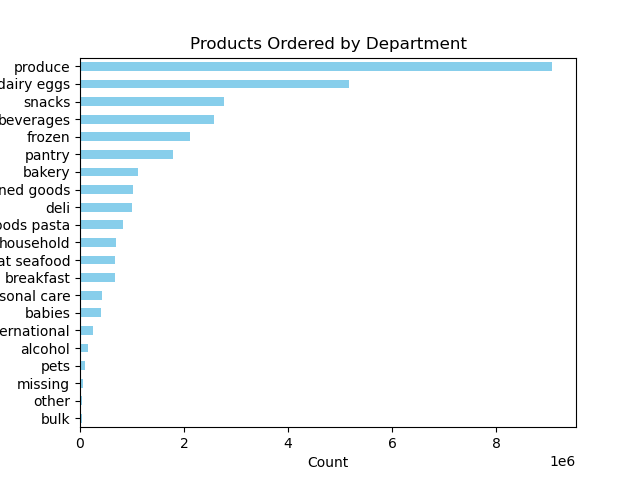 Products Ordered by Department
produce
dairy eggs
snacks
beverages
frozen
pantry
bakery
ned goods
deli
ods pasta
household
at seafood
breakfast
sonal care
babies
ernational
alcohol
pets
missing
other
bulk
0 2 4 6 8
1e6
Count